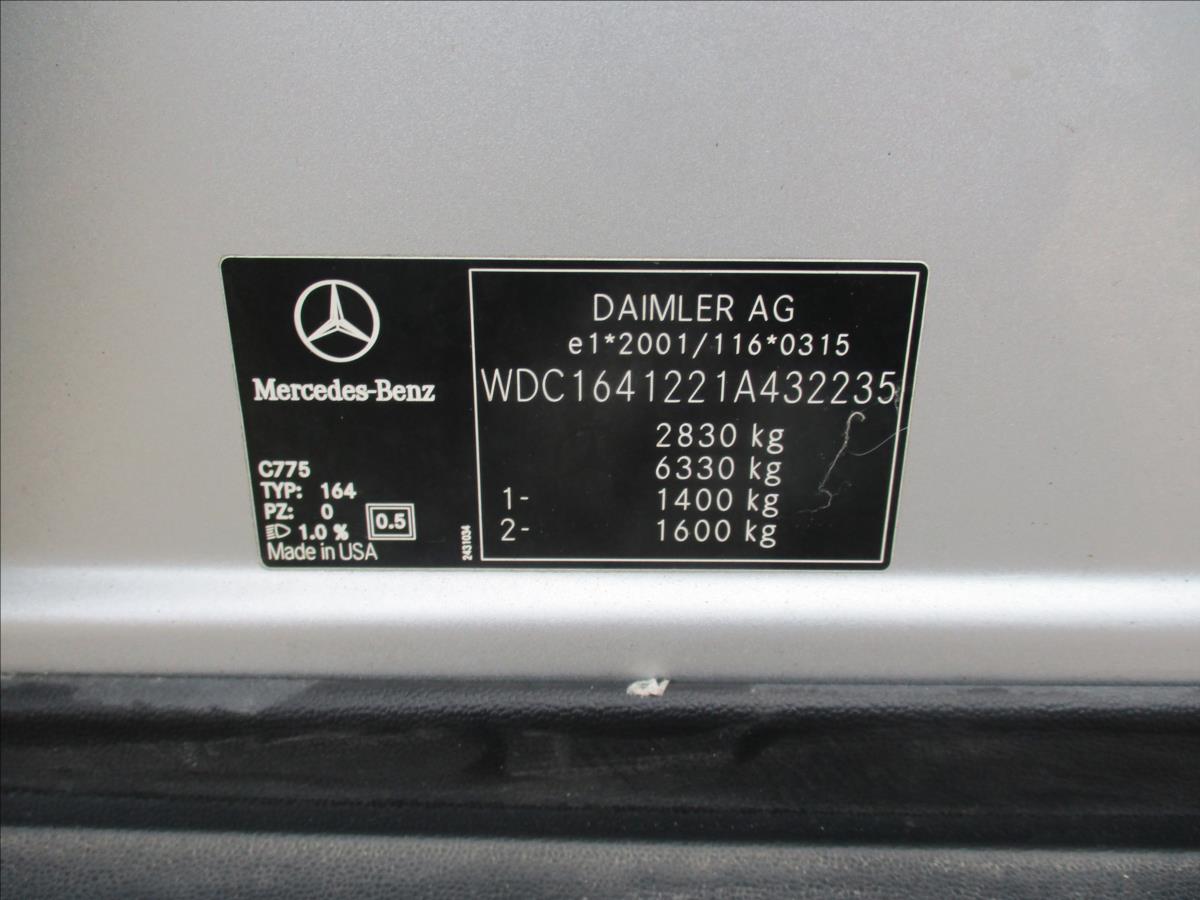 Mercedes-Benz
C775
TYP: 164
PZ: 0
1.0 %
0.5
Made in USA
2431034
DAIMLER AG
e1*2001/116*0315
WDC1641221A432235
2830 kg
6330 kg
1- 1400 kg
2- 1600 kg